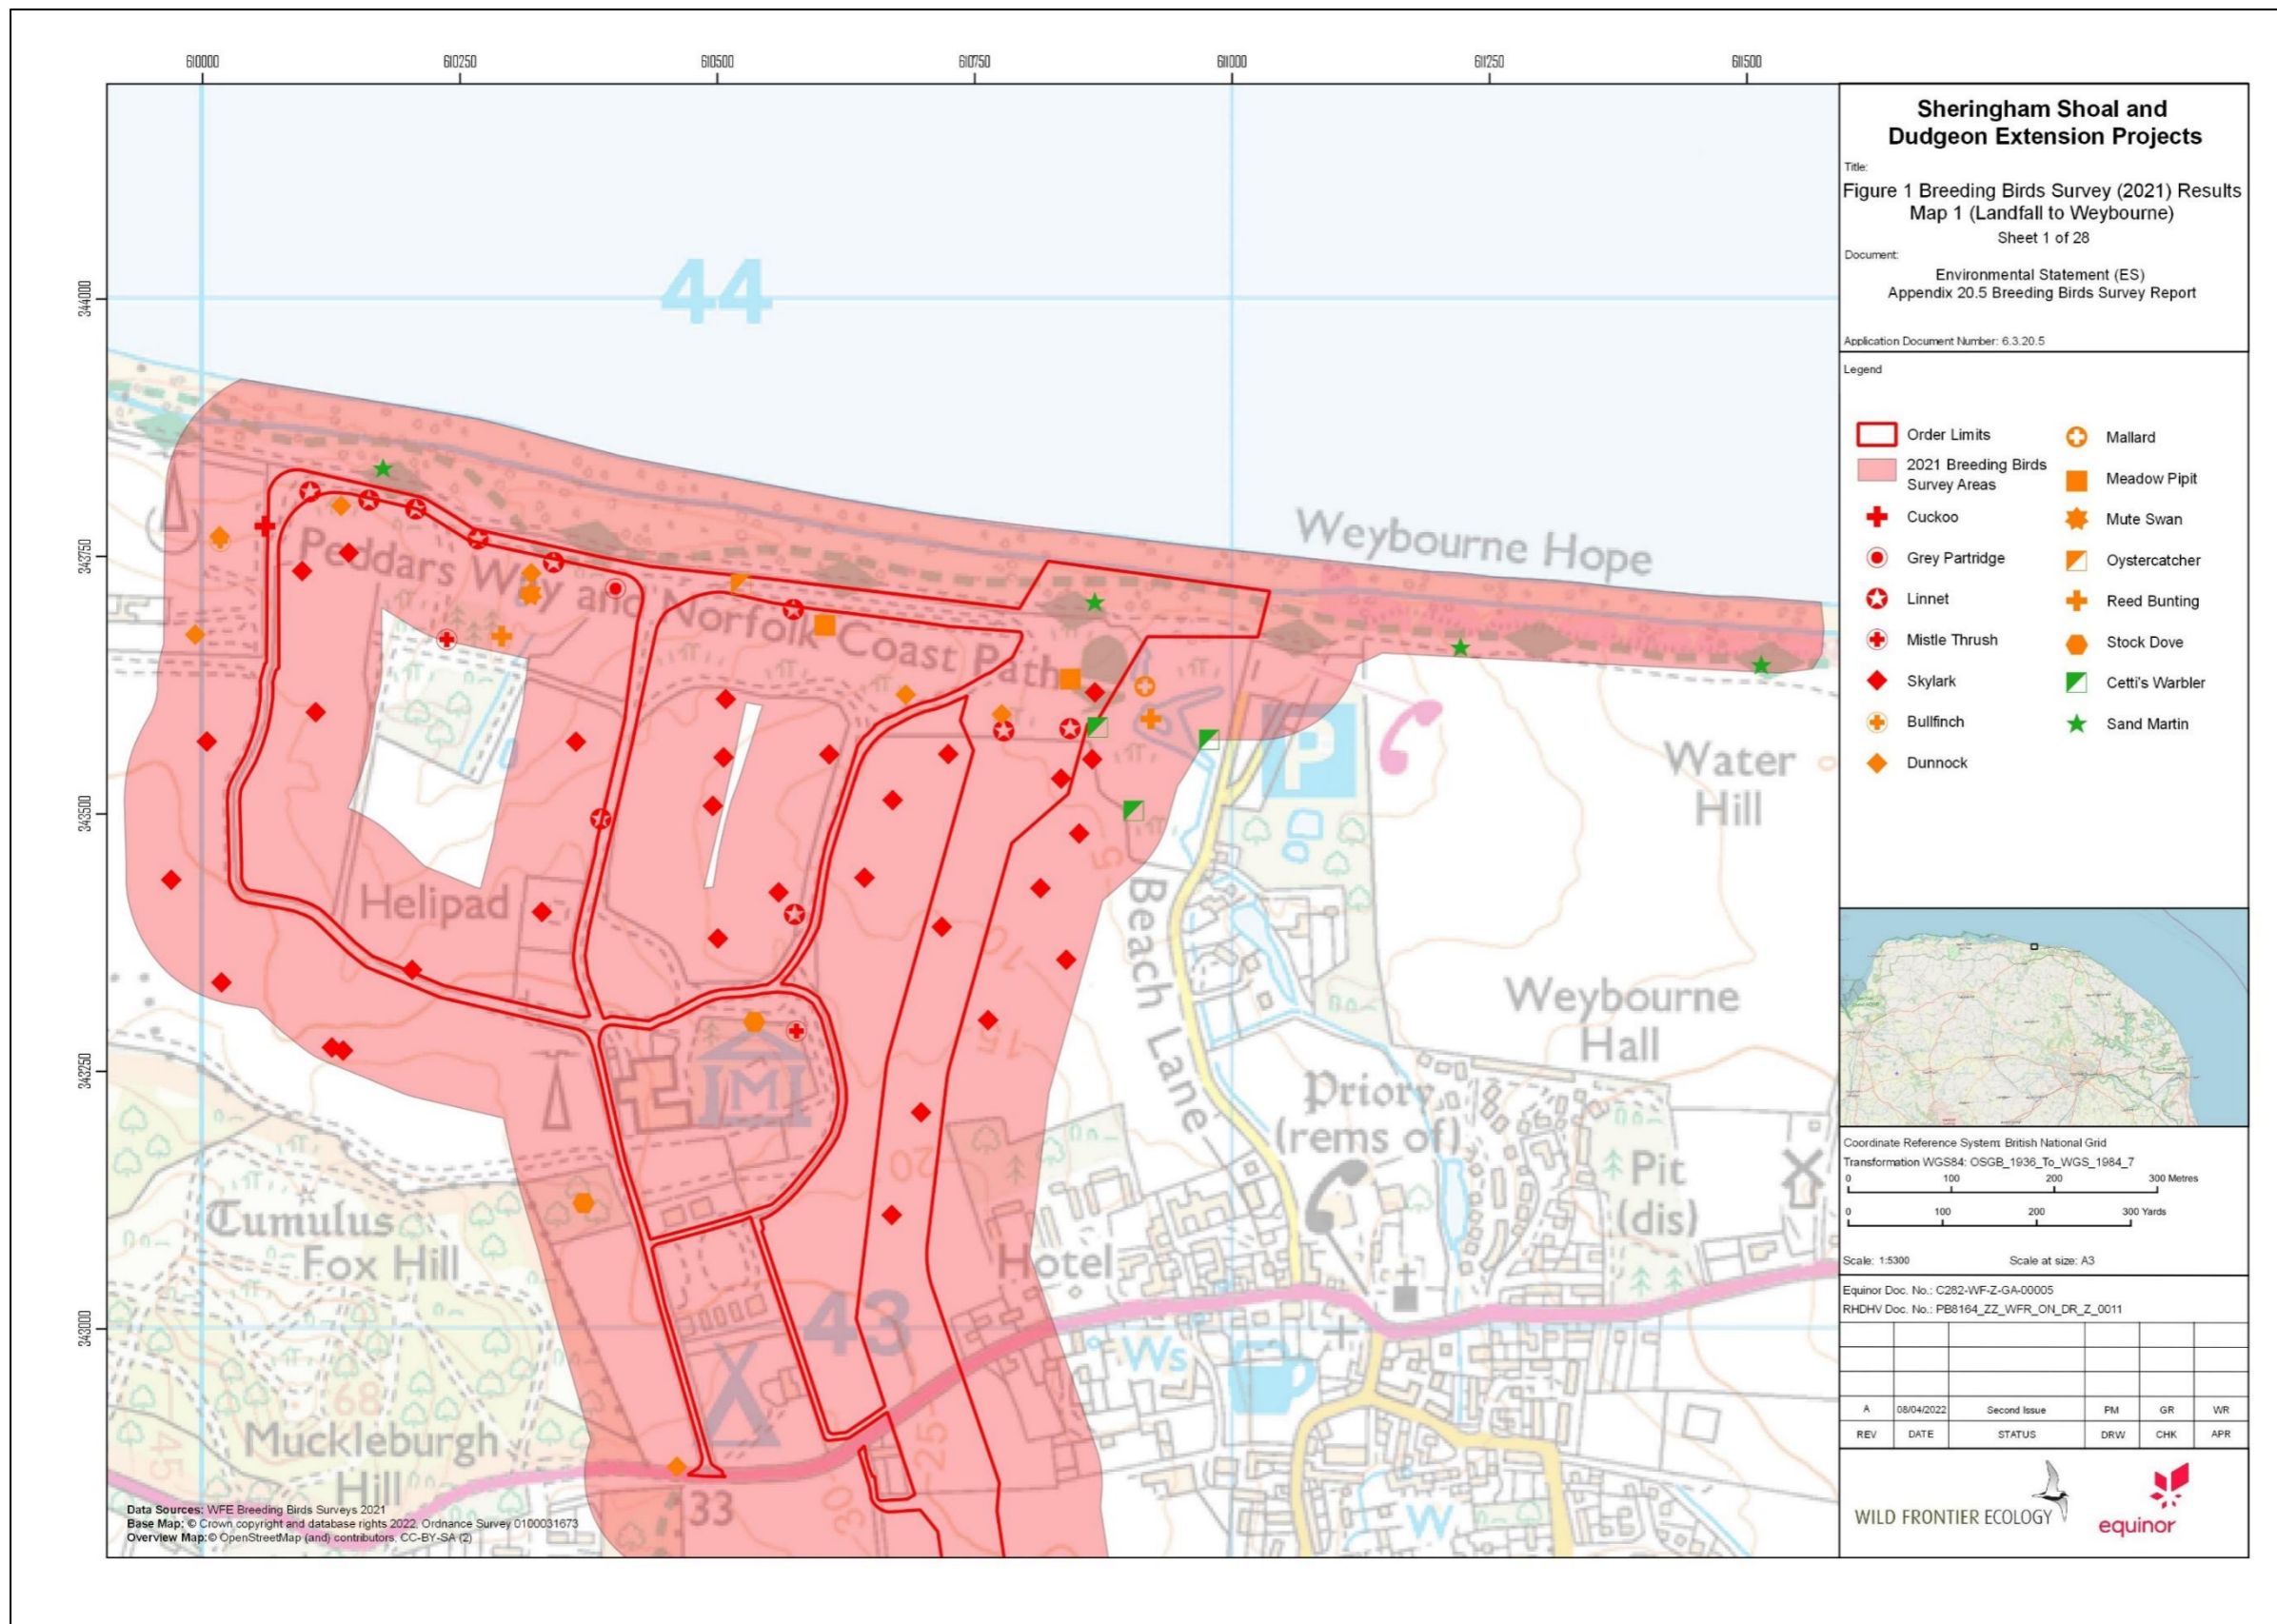 610000
610250
610500
610750
611000
611250
611500
344000
343750
343500
343250
343000
44
Weybourne Hope
Peddars Way and Norfolk Coast Path
Water
Hill
Helipad
Beach Lane
5
10
15
20
25
30
Weybourne
Hall
Priory
(rems of)
Pit
(dis)
P
M
Tumulus
Fox Hill
Hotel
43
Ws
68
45
Muckleburgh
Hill
33
W
Data Sources: WFE Breeding Birds Surveys 2021
Base Map: © Crown copyright and database rights 2022, Ordnance Survey 0100031673
Overview Map:© OpenStreetMap (and) contributors, CC-BY-SA (2)
Sheringham Shoal and
Dudgeon Extension Projects
Title:
Figure 1 Breeding Birds Survey (2021) Results
Map 1 (Landfall to Weybourne)
Sheet 1 of 28
Document:
Environmental Statement (ES)
Appendix 20.5 Breeding Birds Survey Report
Application Document Number: 6.3.20.5
Legend
Order Limits
2021 Breeding Birds
Survey Areas
Cuckoo
Grey Partridge
Linnet
Mistle Thrush
Skylark
Bullfinch
Dunnock
Mallard
Meadow Pipit
Mute Swan
Oystercatcher
Reed Bunting
Stock Dove
Cetti's Warbler
Sand Martin
Coordinate Reference System: British National Grid
Transformation WGS84: OSGB_1936_To_WGS_1984_7
0 100 200 300 Metres
0 100 200 300 Yards
Scale: 1:5300 Scale at size: A3
Equinor Doc. No.: C282-WF-Z-GA-00005
RHDHV Doc. No.: PB8164_ZZ_WFR_ON_DR_Z_0011
A 08/04/2022 Second Issue PM GR WR
REV DATE STATUS DRW CHK APR
WILD FRONTIER ECOLOGY
equinor